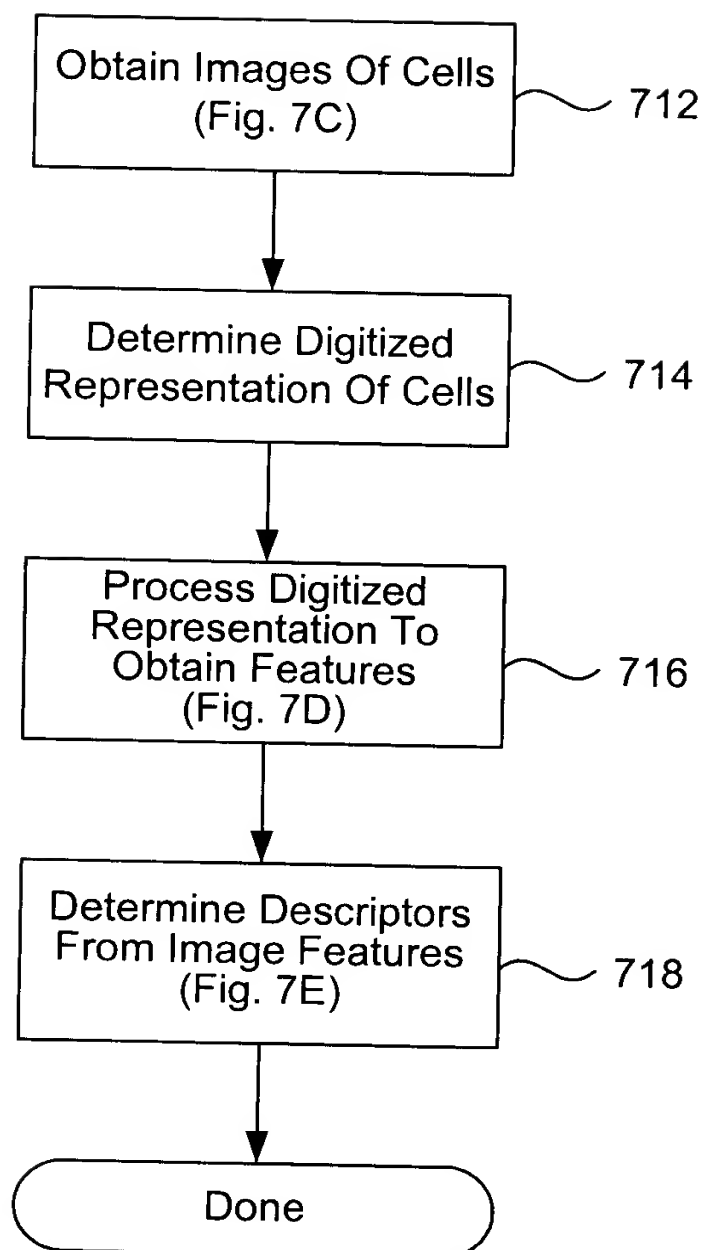 Obtain Images Of Cells
(Fig. 7C)
712
Determine Digitized
Representation Of Cells
714
Process Digitized
Representation To
Obtain Features
(Fig. 7D)
716
Determine Descriptors
From Image Features
(Fig. 7E)
718
Done